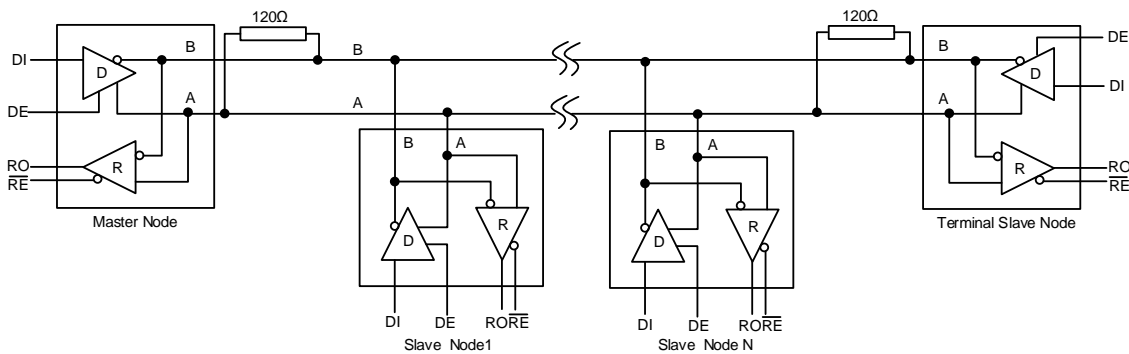 120Ω
120Ω
B
B
B
DE
DI
D
D
DI
A
A
A
DE
B
A
B
A
RO
RE
R
R
RO
RE
Master Node
Terminal Slave Node
D
R
D
R
DI
DE
RO
RE
DI
DE
RO
RE
Slave Node1
Slave Node N